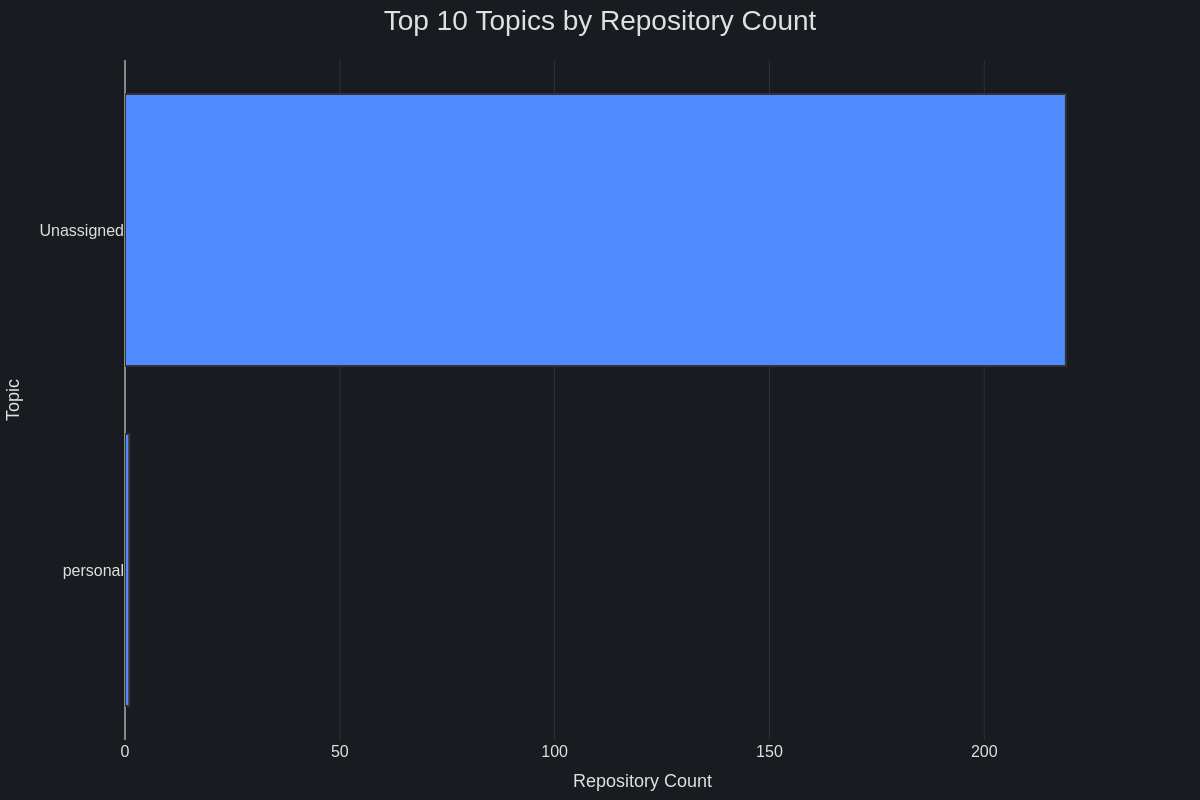 Top 10 Topics by Repository Count
Topic
Unassigned
personal
0
50
100
150
200
Repository Count